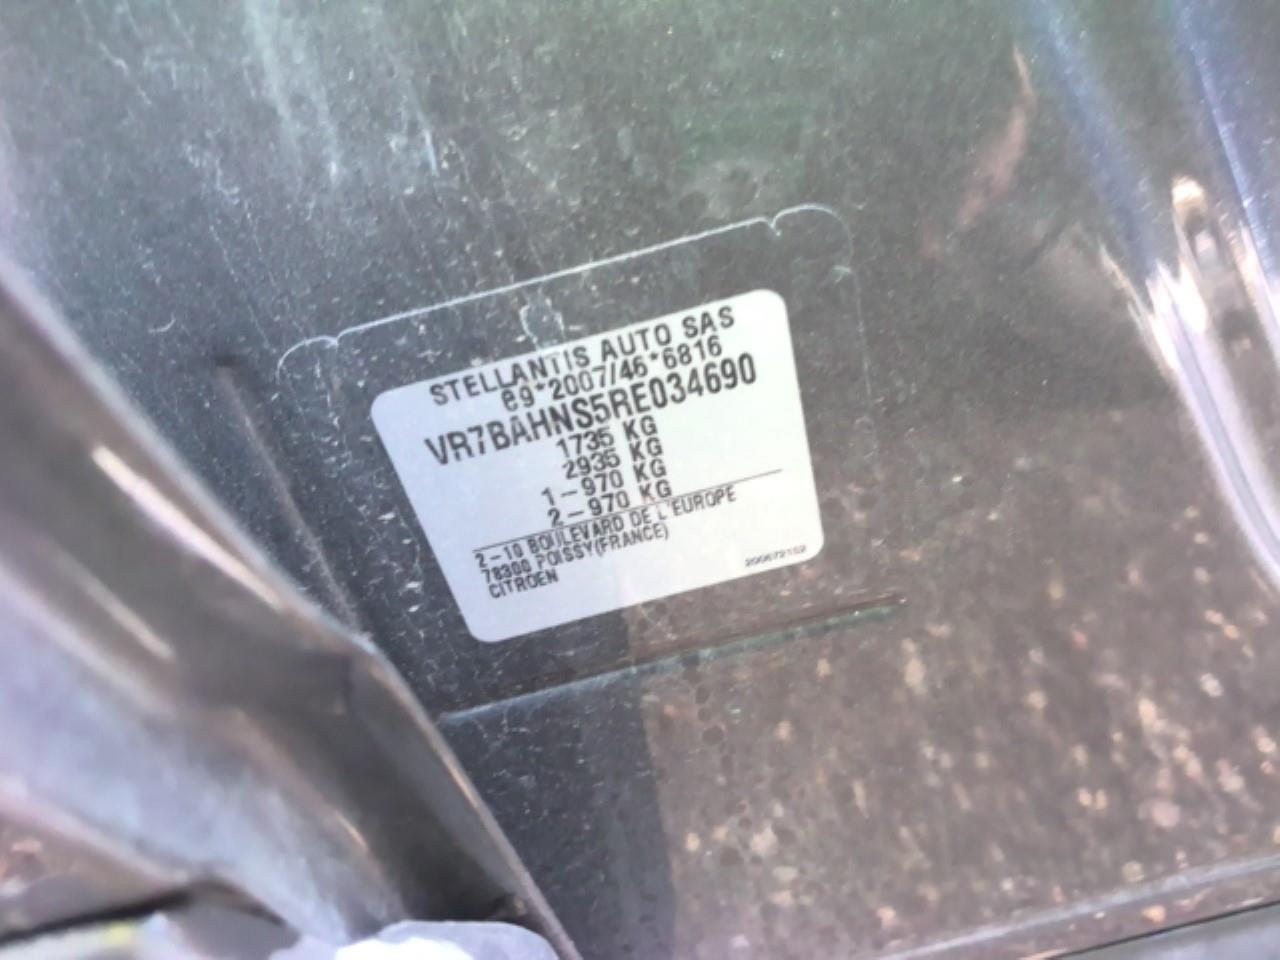 STELLANTIS AUTO SAS
e9*2007/46*6816
VR7BAHNS5RE034690
1735 KG
2935 KG
1-970 KG
2-970 KG
2-10 BOULEVARD DE L'EUROPE
78300 POISSY(FRANCE)
CITROEN
200672102